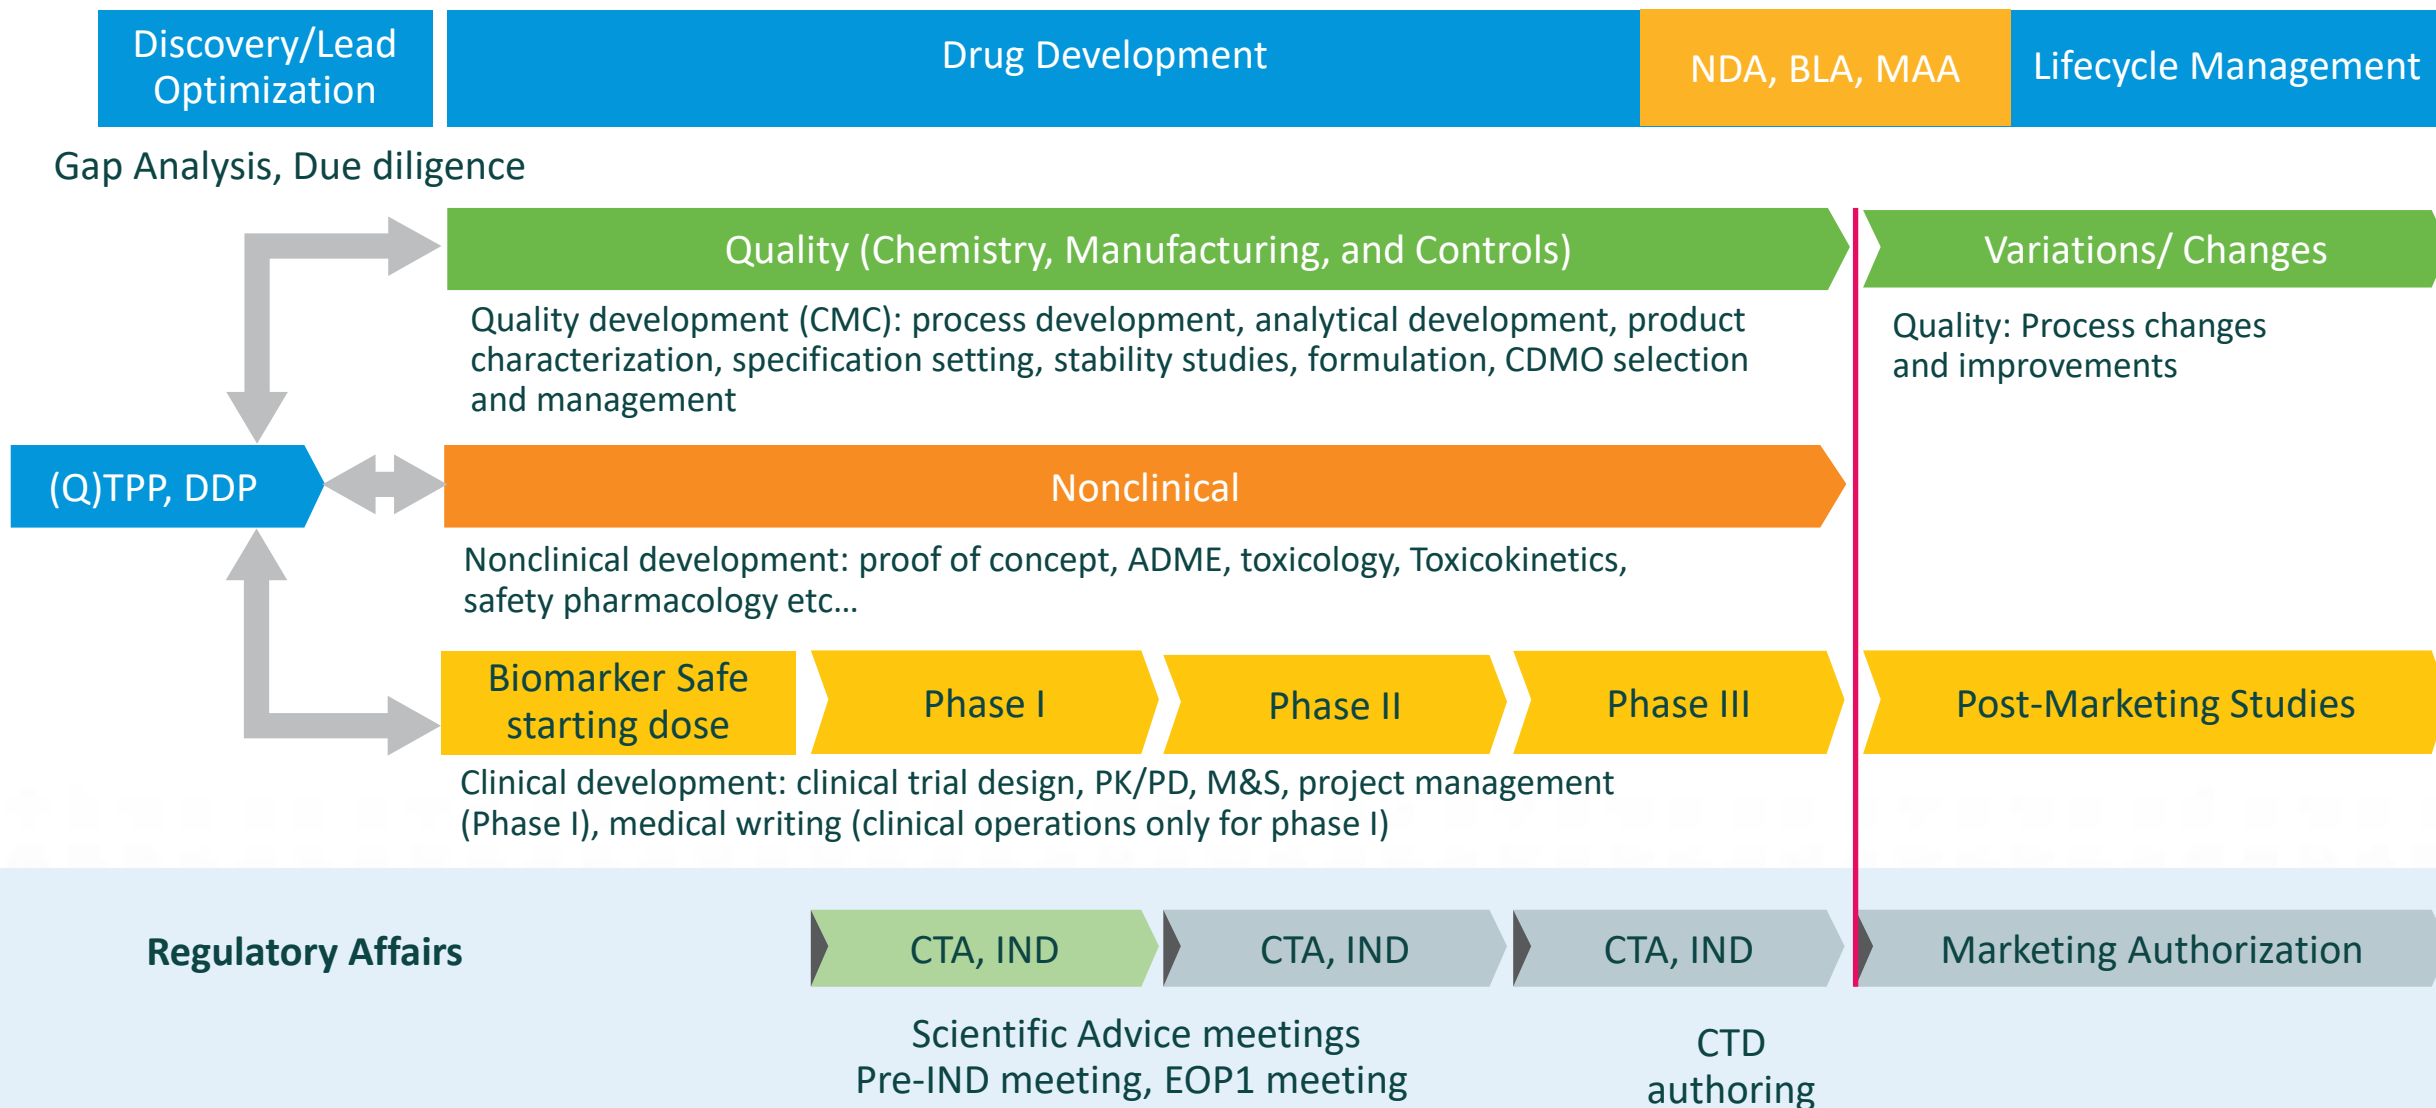 Discovery/Lead
Optimization
Drug Development
NDA, BLA, MAA
Lifecycle Management
Gap Analysis, Due diligence
Quality (Chemistry, Manufacturing, and Controls)
Variations/ Changes
Quality development (CMC): process development, analytical development, product
characterization, specification setting, stability studies, formulation, CDMO selection
and management
Quality: Process changes
and improvements
(Q)TPP, DDP
Nonclinical
Nonclinical development: proof of concept, ADME, toxicology, Toxicokinetics,
safety pharmacology etc...
Biomarker Safe
starting dose
Phase I
Phase II
Phase III
Post-Marketing Studies
Clinical development: clinical trial design, PK/PD, M&S, project management
(Phase I), medical writing (clinical operations only for phase I)
Regulatory Affairs
CTA, IND
CTA, IND
CTA, IND
Marketing Authorization
Scientific Advice meetings
Pre-IND meeting, EOP1 meeting
CTD
authoring